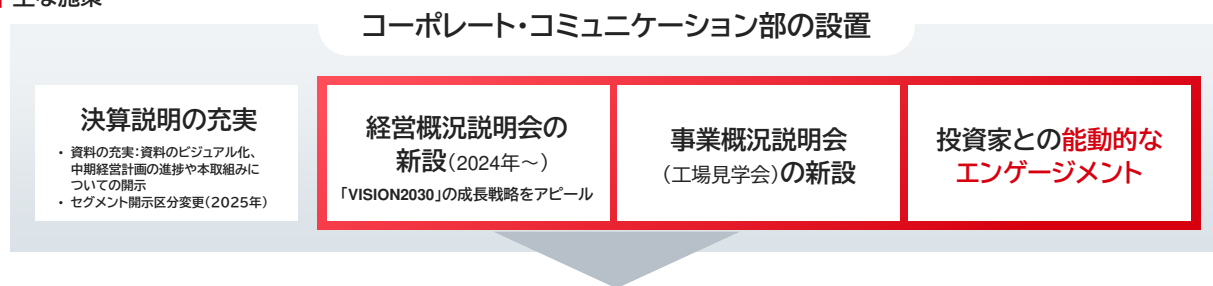 主な施策
コーポレート・コミュニケーション部の設置
決算説明の充実
・ 資料の充実：資料のビジュアル化、
中期経営計画の進捗や本取組みに
ついての開示
・ セグメント開示区分変更（2025年）
経営概況説明会の
新設（2024年～）
「VISION2030」の成長戦略をアピール
事業概況説明会
（工場見学会）の新設
投資家との能動的な
エンゲージメント